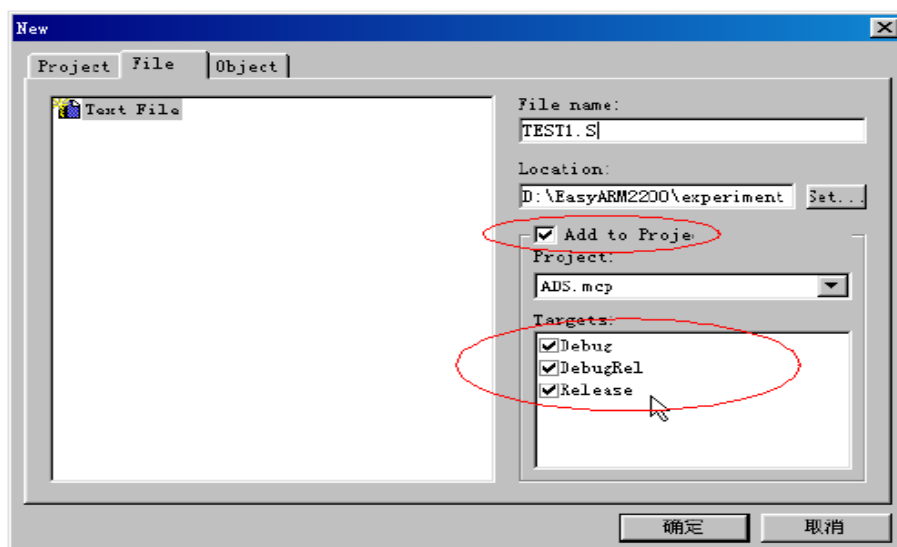 New
Project File Object
Text File
File name:
TEST1.S
Location:
D:\EasyARM2200\experiment Set...
Add to Proje
Project:
ADS.mcp
Targets:
Debug
DebugRel
Release
确定 取消